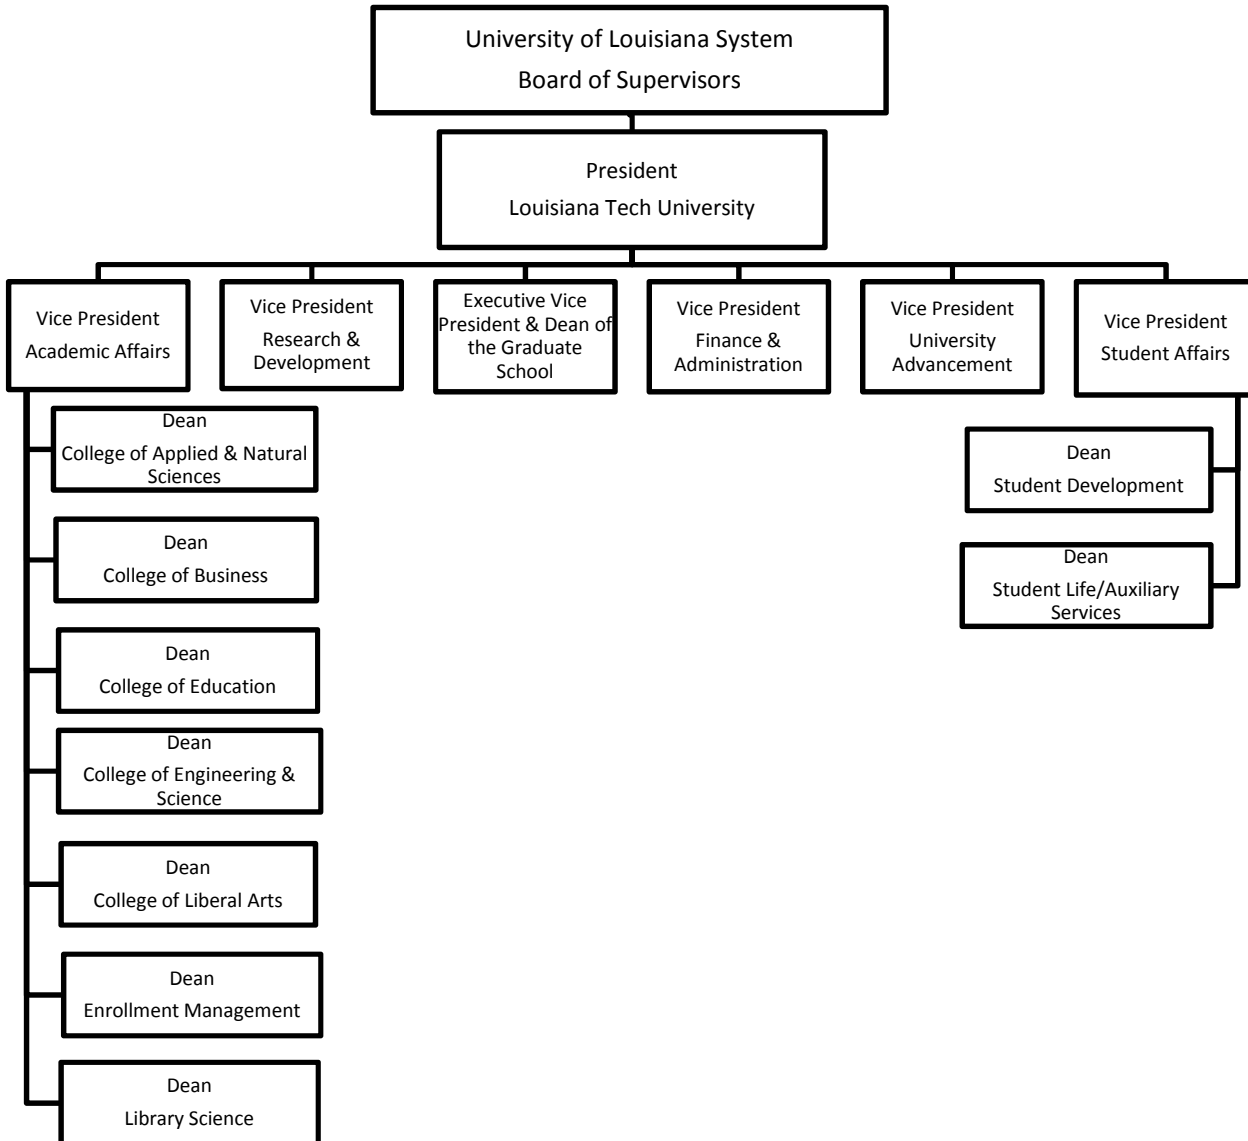 University of Louisiana System
Board of Supervisors
President
Louisiana Tech University
Vice President
Academic Affairs
Vice President
Research &
Development
Executive Vice
President & Dean of
the Graduate
School
Vice President
Finance &
Administration
Vice President
University
Advancement
Vice President
Student Affairs
Dean
College of Applied & Natural
Sciences
Dean
College of Business
Dean
College of Education
Dean
College of Engineering &
Science
Dean
College of Liberal Arts
Dean
Enrollment Management
Dean
Library Science
Dean
Student Development
Dean
Student Life/Auxiliary
Services